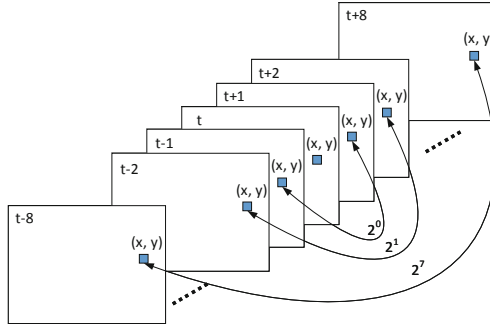 t+8
(x, y)
t+2
(x, y)
t+1
(x, y)
t
(x, y)
t-1
(x, y)
t-2
(x, y)
t-8
(x, y)
2⁰
2¹
2⁷